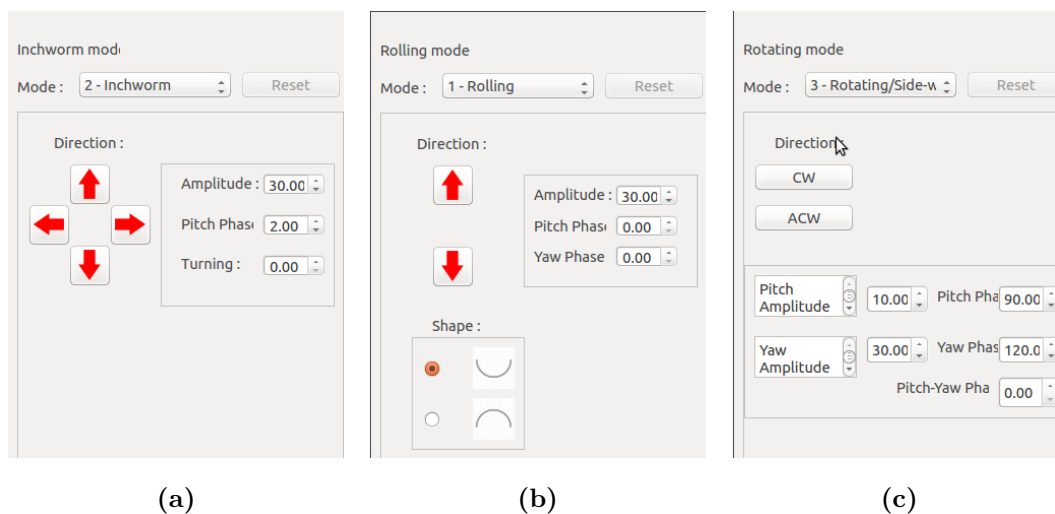 Inchworm mod
Mode : 2 - Inchworm Reset
Direction :
Amplitude : 30.00
Pitch Phas 2.00
Turning : 0.00
(a)
Rolling mode
Mode : 1 - Rolling Reset
Direction :
Amplitude : 30.00
Pitch Phas 0.00
Yaw Phase 0.00
Shape :
(b)
Rotating mode
Mode : 3 - Rotating/Side-w Reset
Direction :
CW
ACW
Pitch
Amplitude 10.00 Pitch Pha 90.00
Yaw
Amplitude 30.00 Yaw Phas 120.0
Pitch-Yaw Pha 0.00
(c)